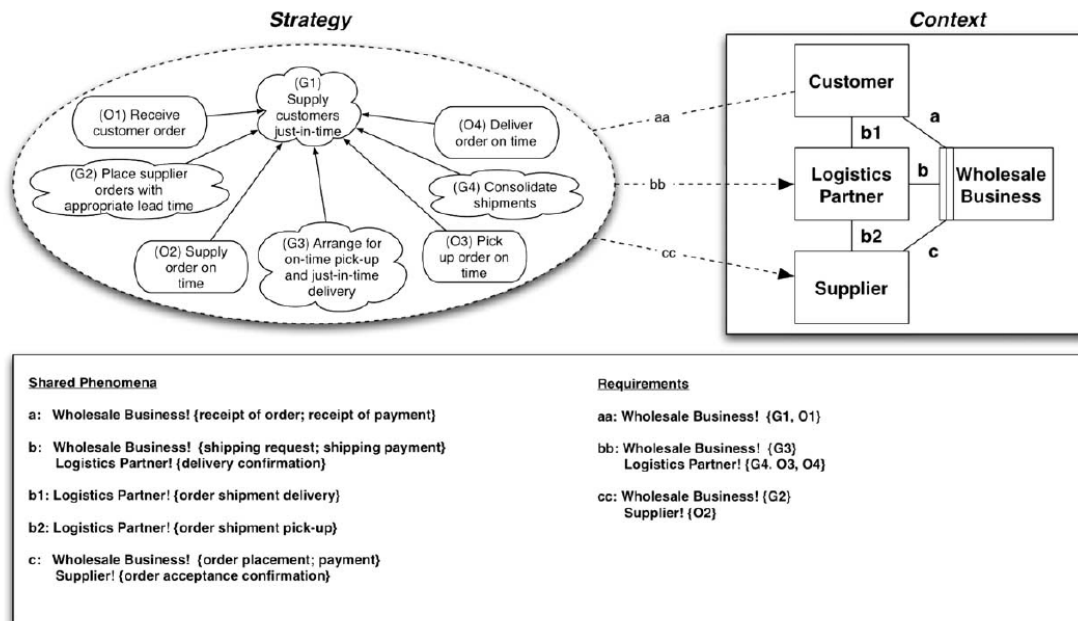 Strategy
Context
(G1)
Supply
customers
just-in-time
(O1) Receive
customer order
(O4) Deliver
order on time
(G2) Place supplier
orders with
appropriate lead time
(G4) Consolidate
shipments
(O2) Supply
order on
time
(G3) Arrange for
on-time pick-up
and just-in-time
delivery
(O3) Pick
up order on
time
aa
bb
cc
Customer
a
b1
Logistics
Partner
b
Wholesale
Business
b2
c
Supplier
Shared Phenomena
a: Wholesale Business! {receipt of order; receipt of payment}
b: Wholesale Business! {shipping request; shipping payment}
Logistics Partner! {delivery confirmation}
b1: Logistics Partner! {order shipment delivery}
b2: Logistics Partner! {order shipment pick-up}
c: Wholesale Business! {order placement; payment}
Supplier! {order acceptance confirmation}
Requirements
aa: Wholesale Business! {G1, O1}
bb: Wholesale Business! {G3}
Logistics Partner! {G4. O3, O4}
cc: Wholesale Business! {G2}
Supplier! {O2}